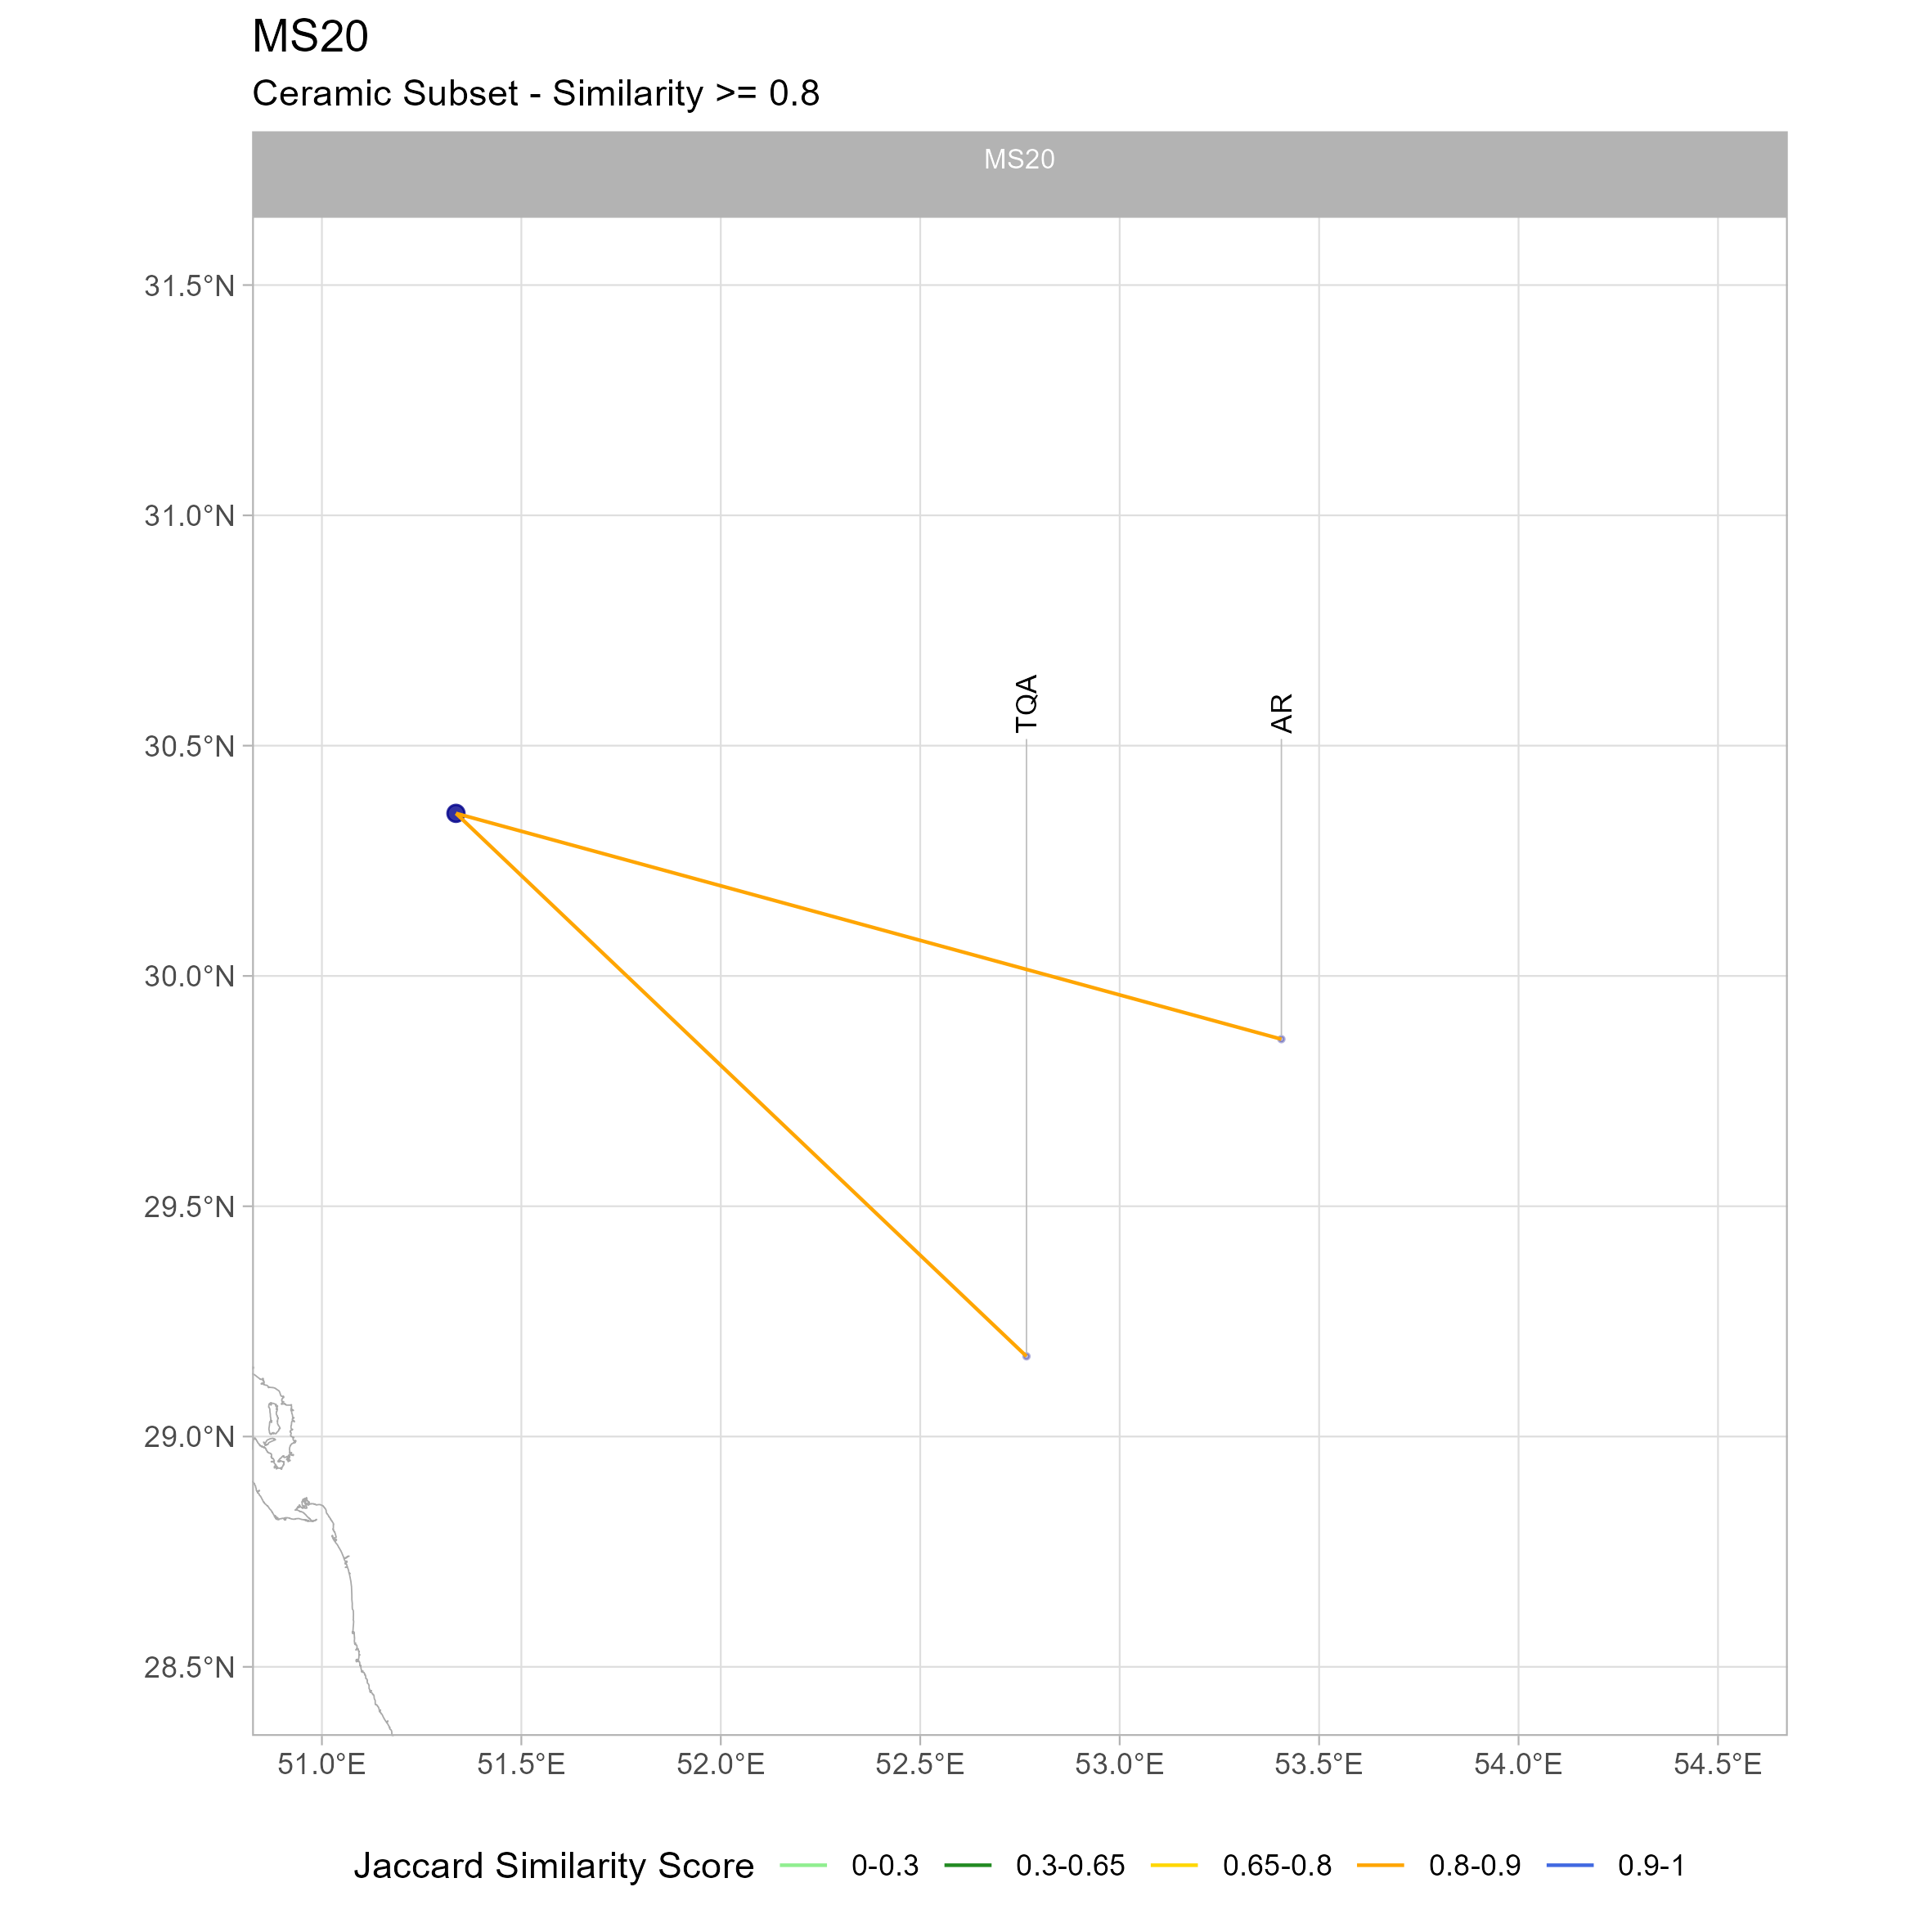 MS20
Ceramic Subset - Similarity >= 0.8
MS20
31.5°N
31.0°N
TQA
AR
30.5°N
30.0°N
29.5°N
29.0°N
28.5°N
51.0°E 51.5°E 52.0°E 52.5°E 53.0°E 53.5°E 54.0°E 54.5°E
Jaccard Similarity Score 0-0.3 0.3-0.65 0.65-0.8 0.8-0.9 0.9-1